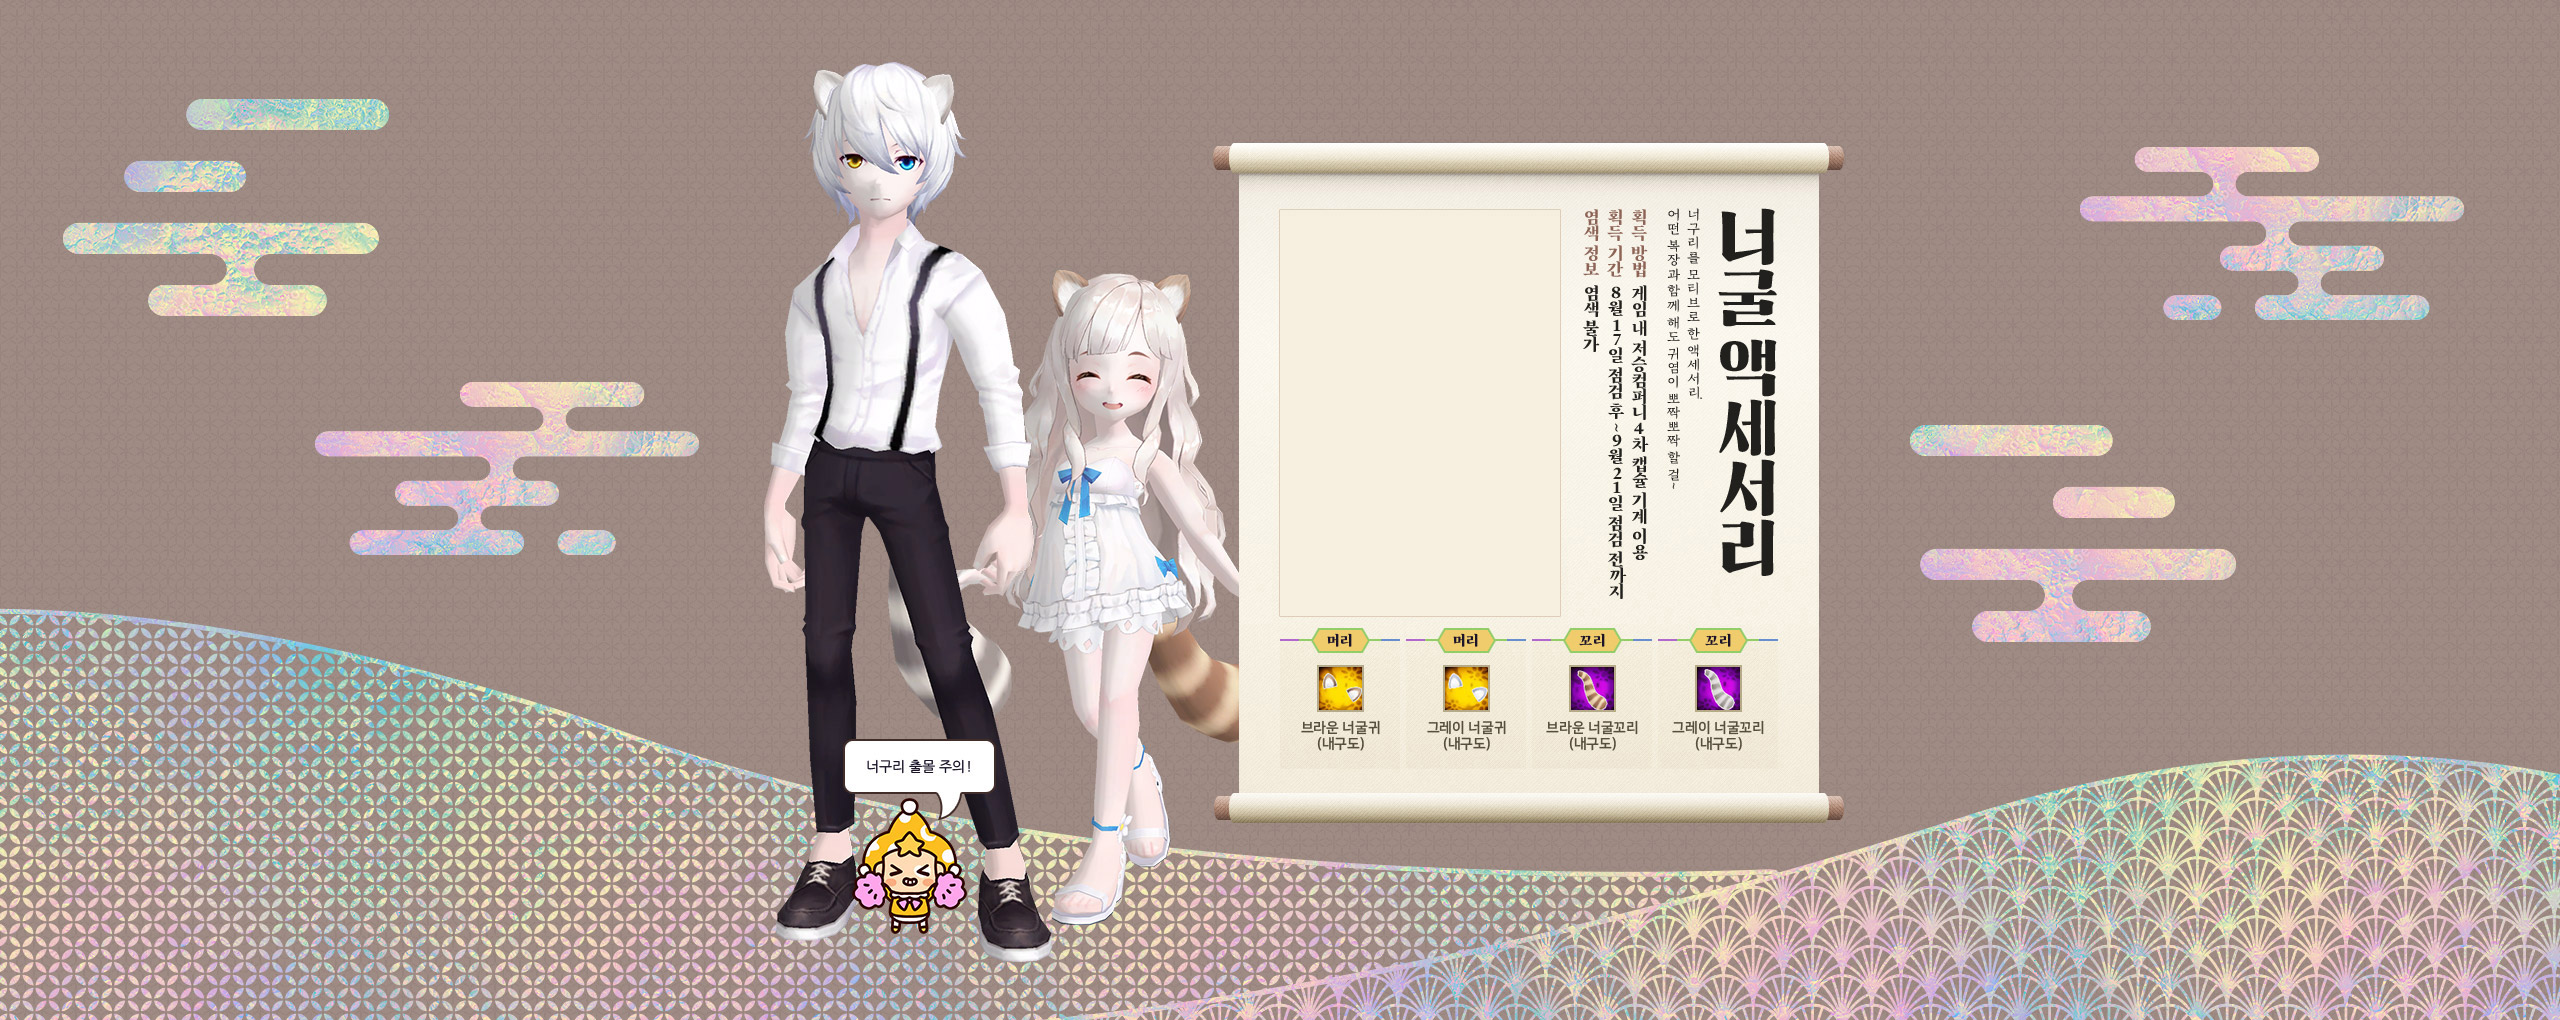 너굴 액세서리
너구리를 모티브로 한 액세서리.
어떤 복장과 함께 해도 귀염이 뽀짝 뽀짝 할 걸~
획득 방법 게임 내 저승컴퍼니 4차 캡슐 기계 이용
획득 기간 8월 17일 점검 후 ~ 9월 21일 점검 전까지
염색 정보 염색 불가
머리
브라운 너굴귀
(내구도)
머리
그레이 너굴귀
(내구도)
꼬리
브라운 너굴꼬리
(내구도)
꼬리
그레이 너굴꼬리
(내구도)
너구리 출몰 주의!